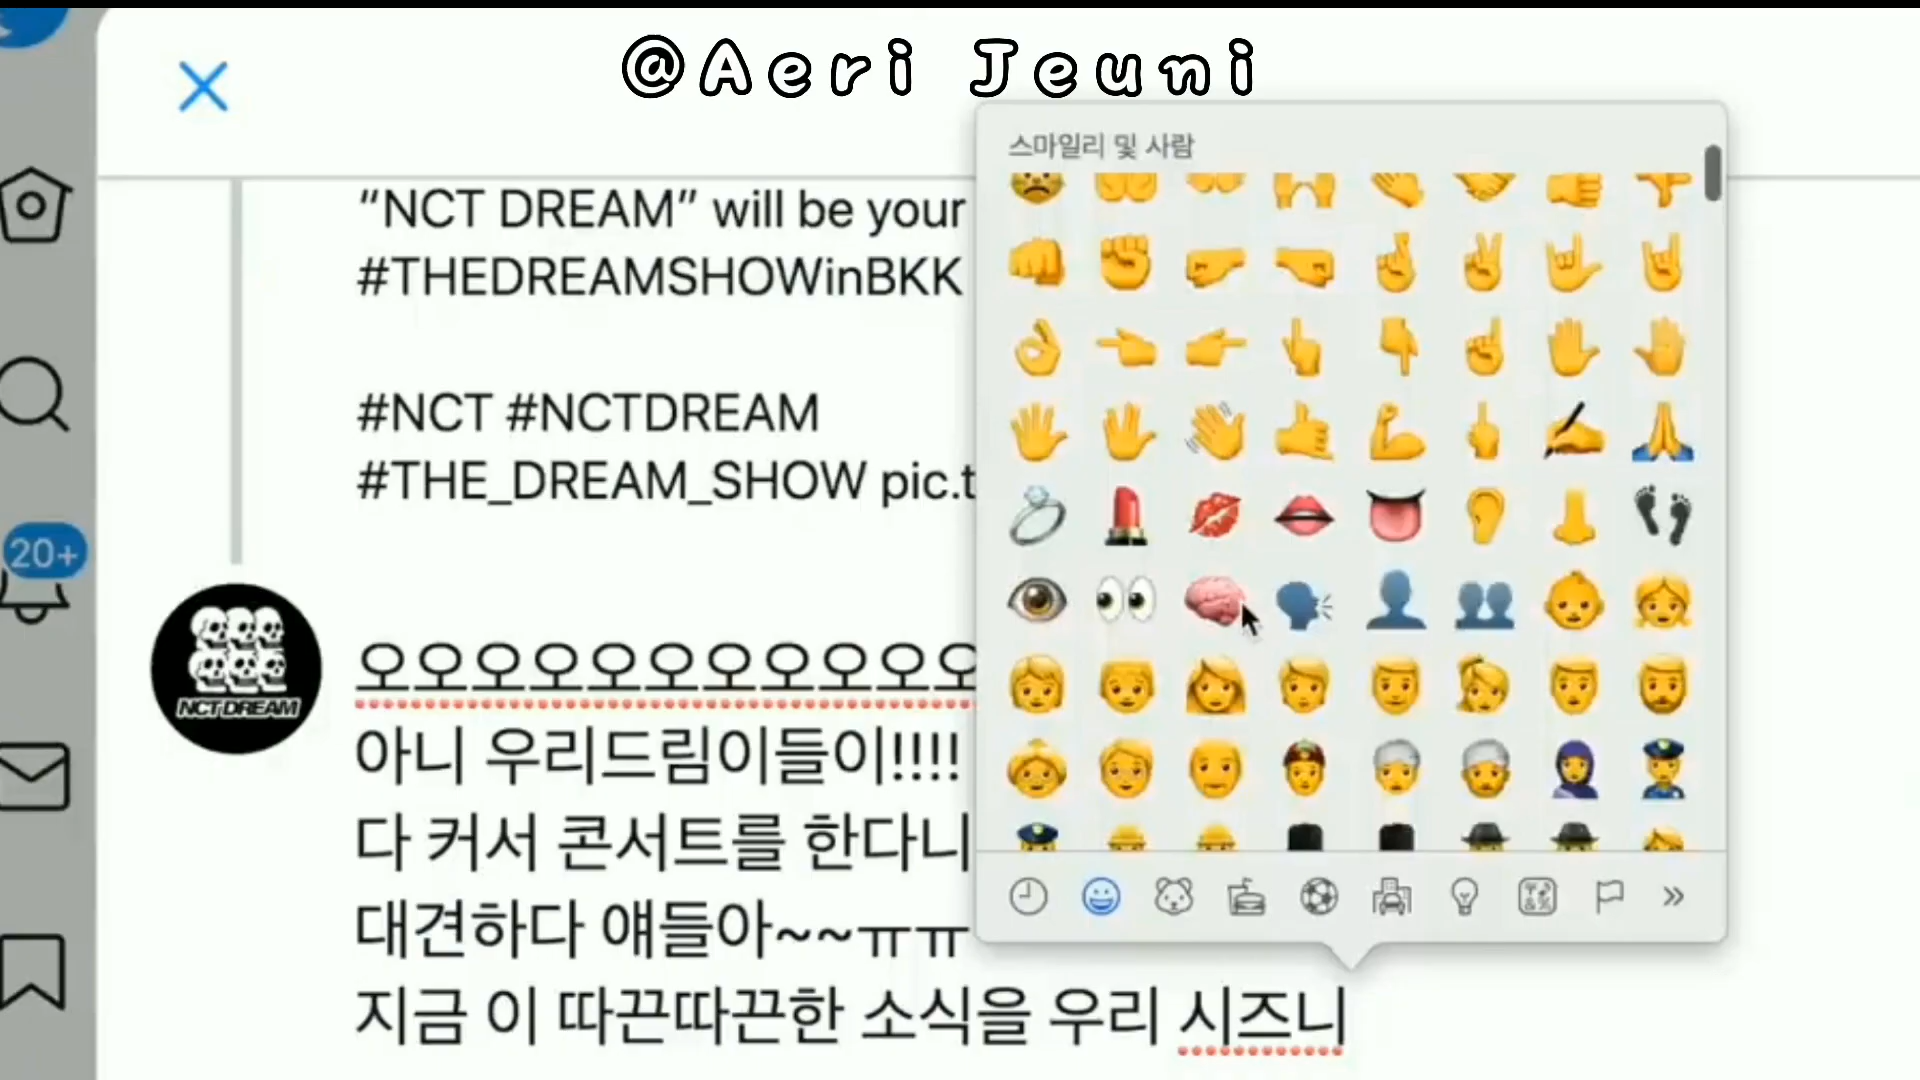 @Aeri Jeuni
스마일리 및 사람
"NCT DREAM" will be your
#THEDREAMSHOWinBKK
#NCT #NCTDREAM
#THE_DREAM_SHOW pic.t
20+
NCT DREAM
오오오오오오오오오오오
아니 우리드림이들이!!!!
다 커서 콘서트를 한다니
대견하다 얘들아~~ㅠㅠ
지금 이 따끈따끈한 소식을 우리 시즈니